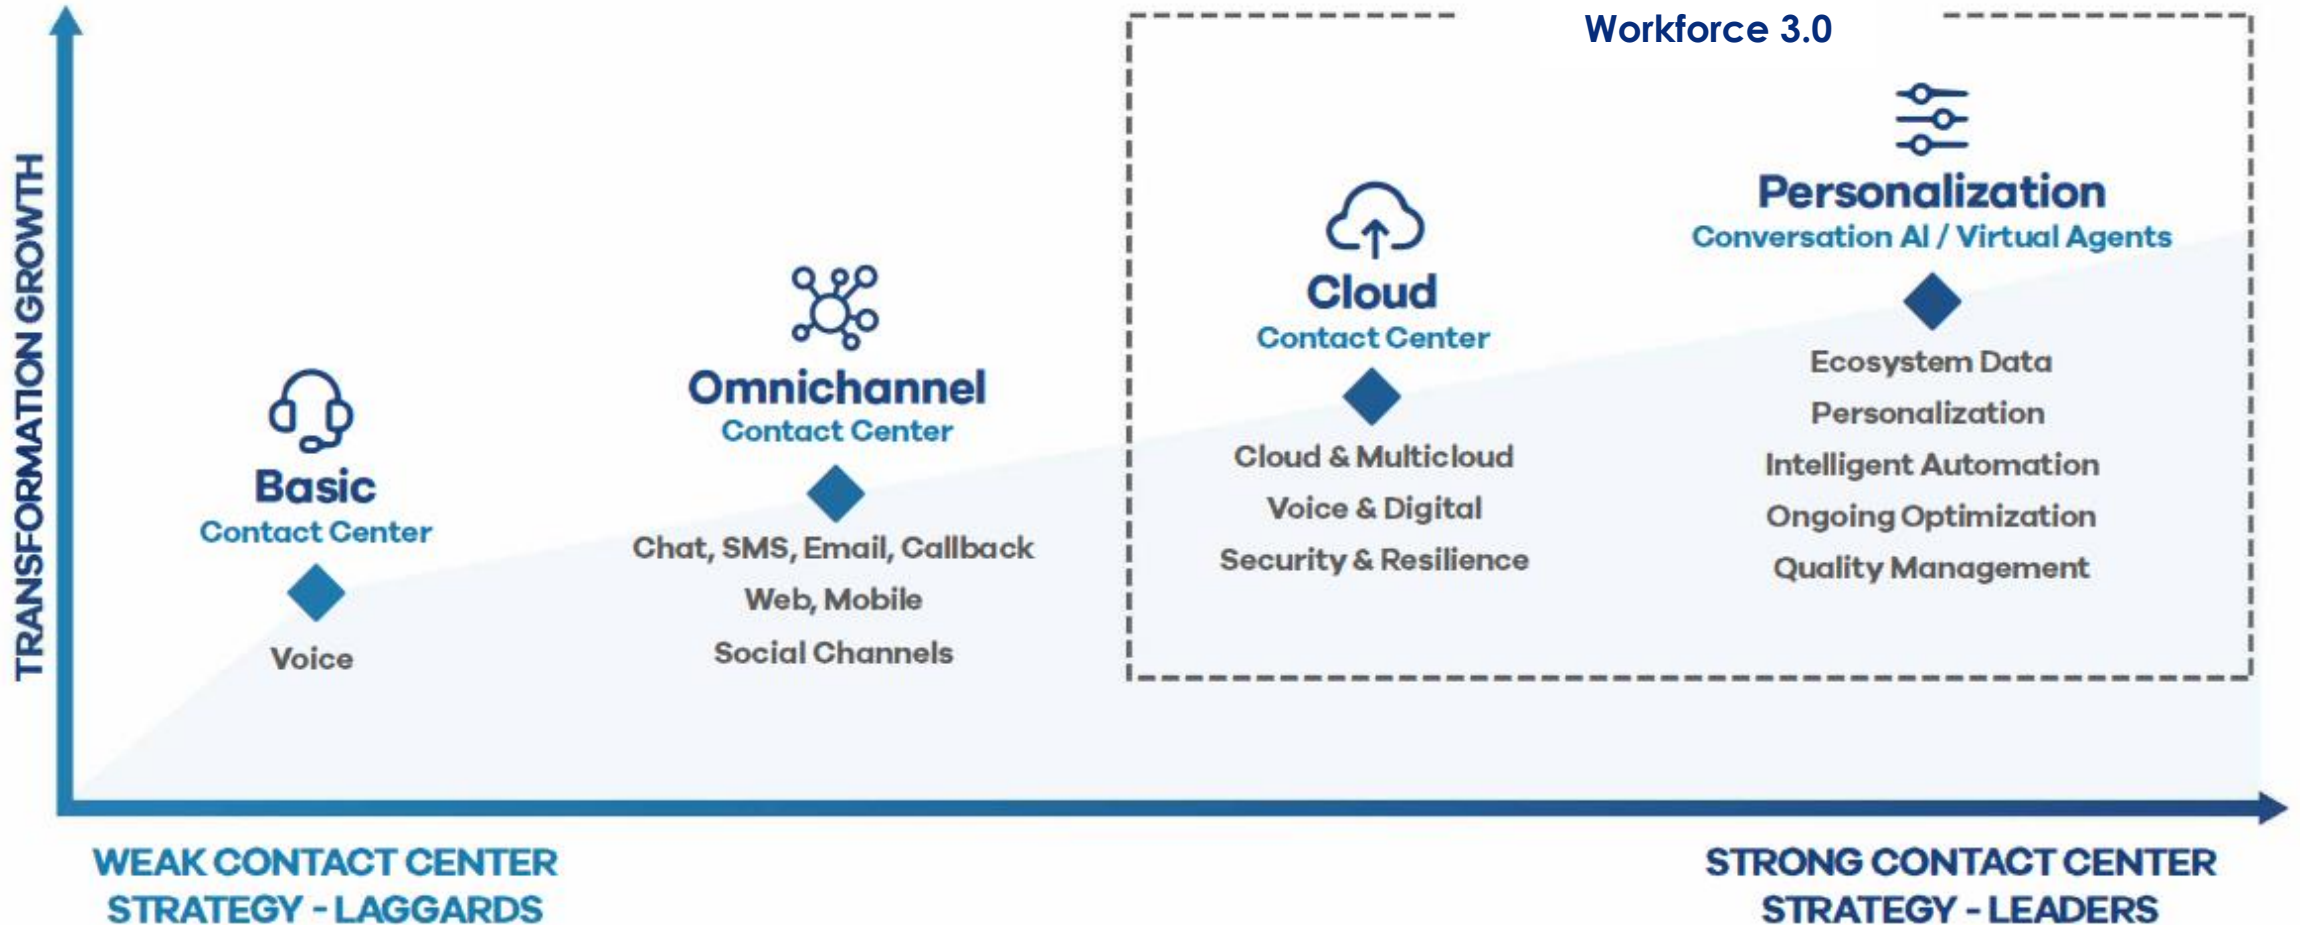 Workforce 3.0
TRANSFORMATION GROWTH
Basic
Contact Center
Voice
Omnichannel
Contact Center
Chat, SMS, Email, Callback
Web, Mobile
Social Channels
Cloud
Contact Center
Cloud & Multicloud
Voice & Digital
Security & Resilience
Personalization
Conversation AI / Virtual Agents
Ecosystem Data
Personalization
Intelligent Automation
Ongoing Optimization
Quality Management
WEAK CONTACT CENTER
STRATEGY - LAGGARDS
STRONG CONTACT CENTER
STRATEGY - LEADERS